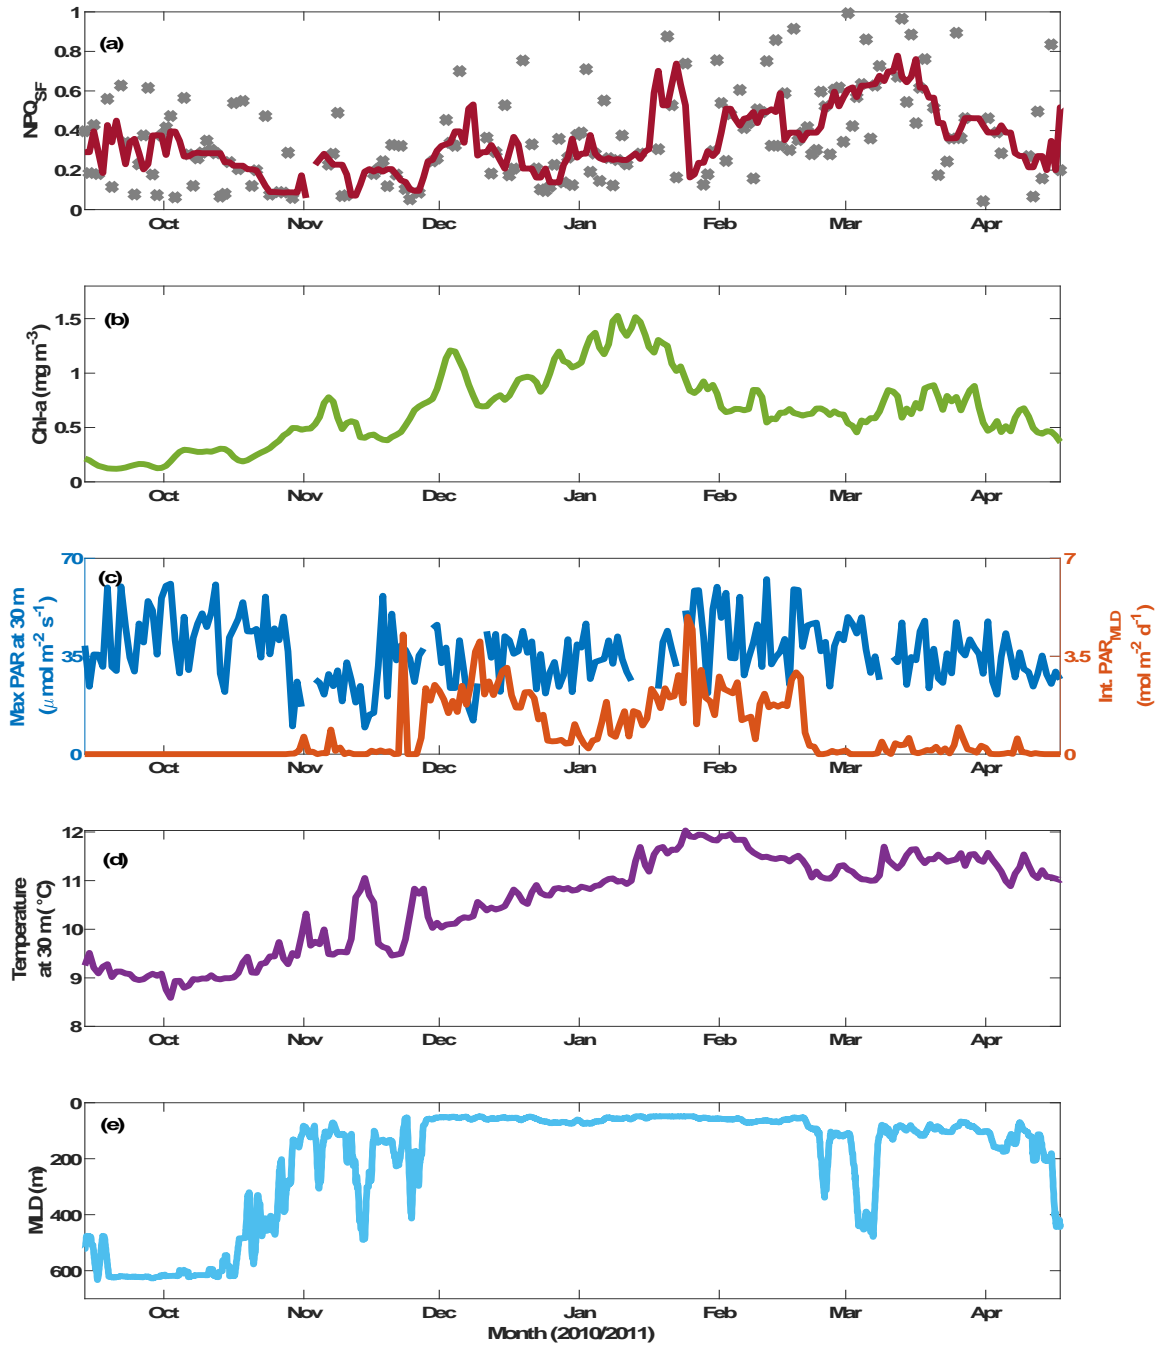 (a)
NPQSF
1
0.8
0.6
0.4
0.2
0
Oct Nov Dec Jan Feb Mar Apr
(b)
Chl-a (mg m-3)
1.5
1
0.5
0
Oct Nov Dec Jan Feb Mar Apr
(c)
Max PAR at 30 m
(μ mol m-2 s-1)
70
35
0
Int. PARMLD
(mol m-2 d-1)
7
3.5
0
Oct Nov Dec Jan Feb Mar Apr
(d)
Temperature
at 30 m (°C)
12
11
10
9
8
Oct Nov Dec Jan Feb Mar Apr
(e)
MLD (m)
0
200
400
600
Oct Nov Dec Jan Feb Mar Apr
Month (2010/2011)